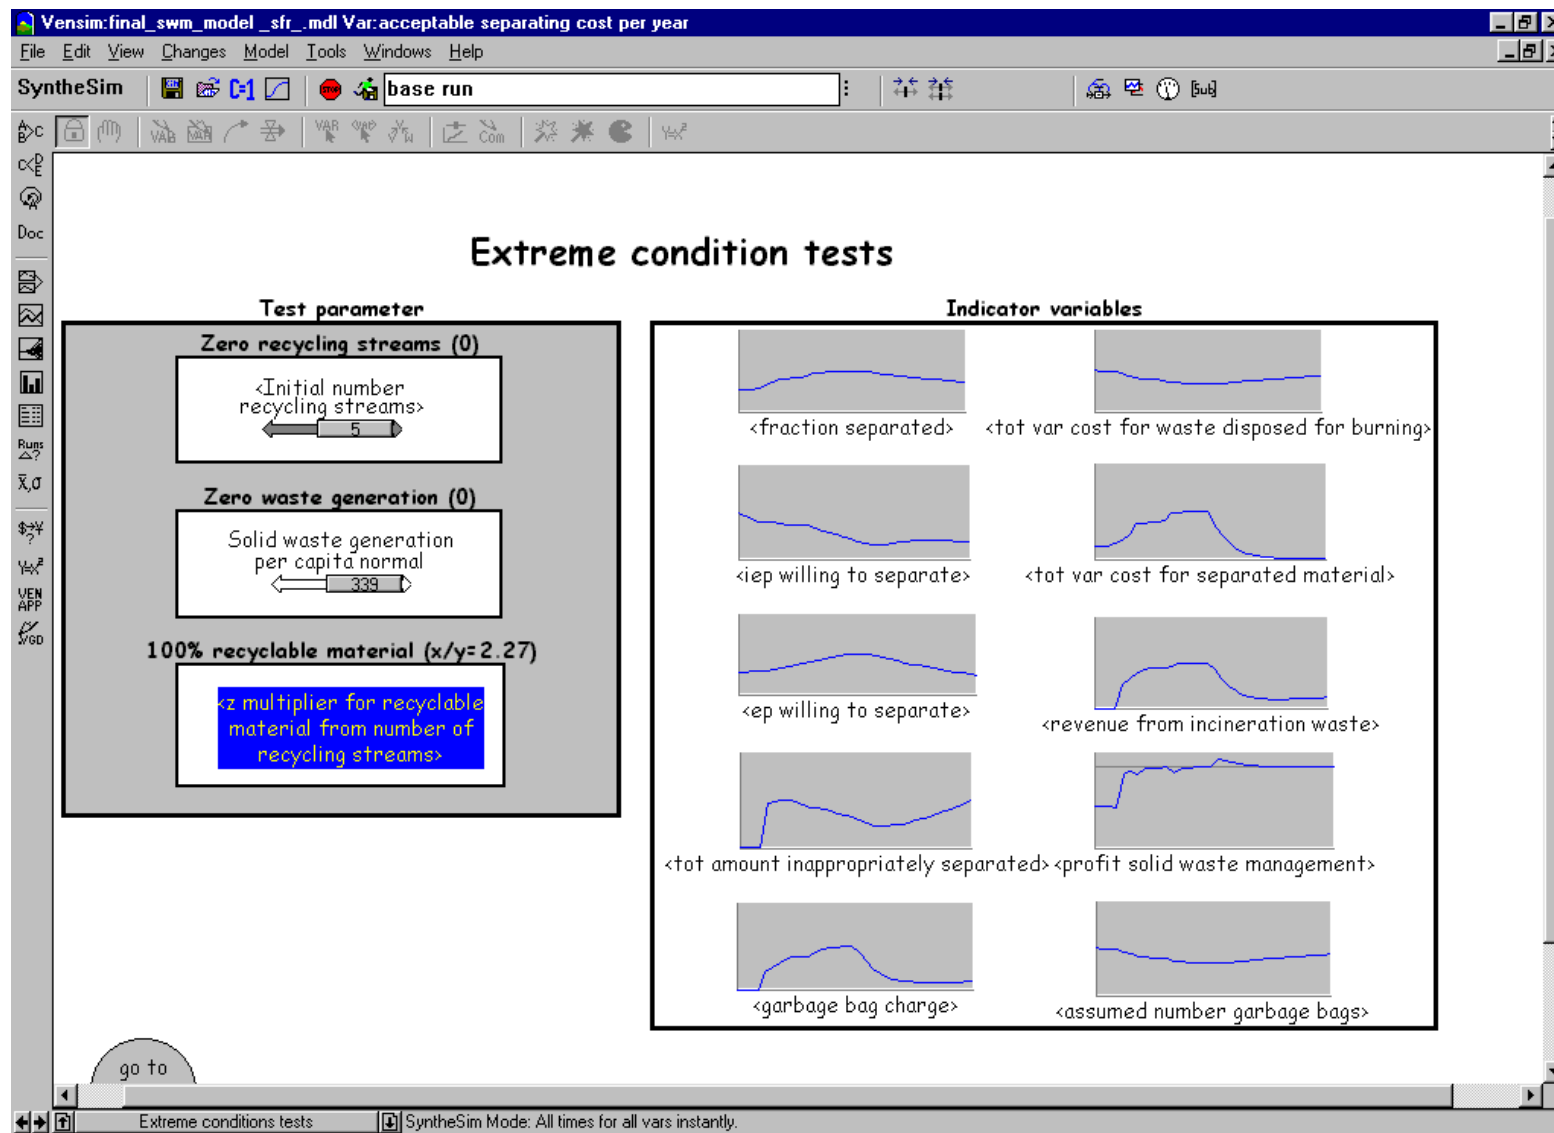 Vensim:final_swm_model _sfr_.mdl Var:acceptable separating cost per year
File Edit View Changes Model Tools Windows Help
SyntheSim base run
Doc
Extreme condition tests
Test parameter
Zero recycling streams (0)
<Initial number
recycling streams>
5
Zero waste generation (0)
Solid waste generation
per capita normal
339
100% recyclable material (x/y=2.27)
<z multiplier for recyclable
material from number of
recycling streams>
Indicator variables
<fraction separated> <tot var cost for waste disposed for burning>
<iep willing to separate> <tot var cost for separated material>
<ep willing to separate> <revenue from incineration waste>
<tot amount inappropriately separated> <profit solid waste management>
<garbage bag charge> <assumed number garbage bags>
go to
Extreme conditions tests SyntheSim Mode: All times for all vars instantly.